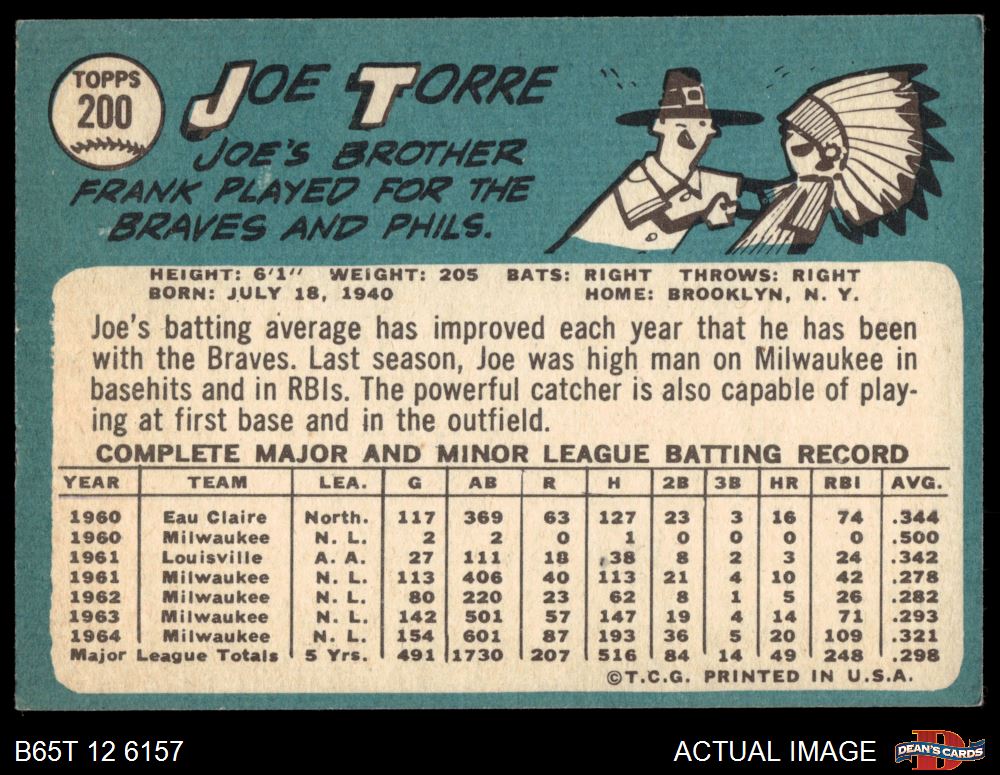 TOPPS
200
JOE TORRE
JOE'S BROTHER
FRANK PLAYED FOR THE
BRAVES AND PHILS.
HEIGHT: 6'1" WEIGHT: 205 BATS: RIGHT THROWS: RIGHT
BORN: JULY 18, 1940 HOME: BROOKLYN, N. Y.
Joe's batting average has improved each year that he has been
with the Braves. Last season, Joe was high man on Milwaukee in
basehits and in RBIs. The powerful catcher is also capable of play-
ing at first base and in the outfield.
COMPLETE MAJOR AND MINOR LEAGUE BATTING RECORD
YEAR TEAM LEA. G AB R H 2B 3B HR RBI AVG.
1960 Eau Claire North. 117 369 63 127 23 3 16 74 .344
1960 Milwaukee N. L. 2 2 0 1 0 0 0 0 .500
1961 Louisville A. A. 27 111 18 38 8 2 3 24 .342
1961 Milwaukee N. L. 113 406 40 113 21 4 10 42 .278
1962 Milwaukee N. L. 80 220 23 62 8 1 5 26 .282
1963 Milwaukee N. L. 142 501 57 147 19 4 14 71 .293
1964 Milwaukee N. L. 154 601 87 193 36 5 20 109 .321
Major League Totals 5 Yrs. 491 1730 207 516 84 14 49 248 .298
©T.C.G. PRINTED IN U.S.A.
B65T 12 6157 ACTUAL IMAGE
DEAN'S CARDS